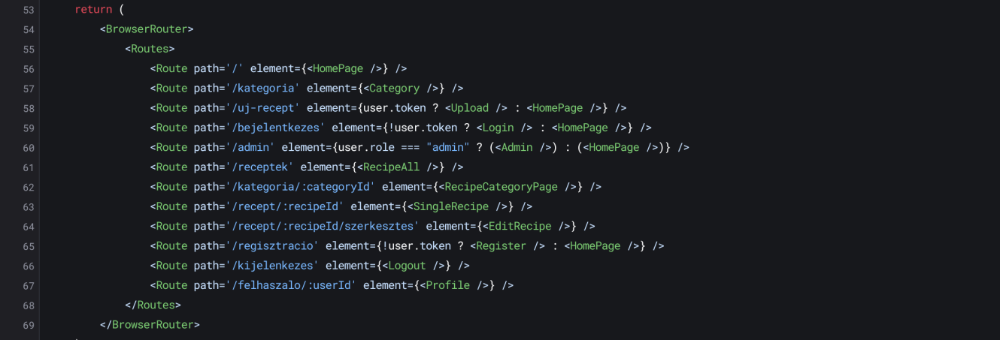 53 return (
54 <BrowserRouter>
55 <Routes>
56 <Route path='/' element={<HomePage />} />
57 <Route path='/kategoria' element={<Category />} />
58 <Route path='/uj-recept' element={user.token ? <Upload /> : <HomePage />} />
59 <Route path='/bejelentkezes' element={!user.token ? <Login /> : <HomePage />} />
60 <Route path='/admin' element={user.role === "admin" ? (<Admin />) : (<HomePage />)} />
61 <Route path='/receptek' element={<RecipeAll />} />
62 <Route path='/kategoria/:categoryId' element={<RecipeCategoryPage />} />
63 <Route path='/recept/:recipeId' element={<SingleRecipe />} />
64 <Route path='/recept/:recipeId/szerkesztes' element={<EditRecipe />} />
65 <Route path='/regisztracio' element={!user.token ? <Register /> : <HomePage />} />
66 <Route path='/kijelenkezes' element={<Logout />} />
67 <Route path='/felhaszalo/:userId' element={<Profile />} />
68 </Routes>
69 </BrowserRouter>